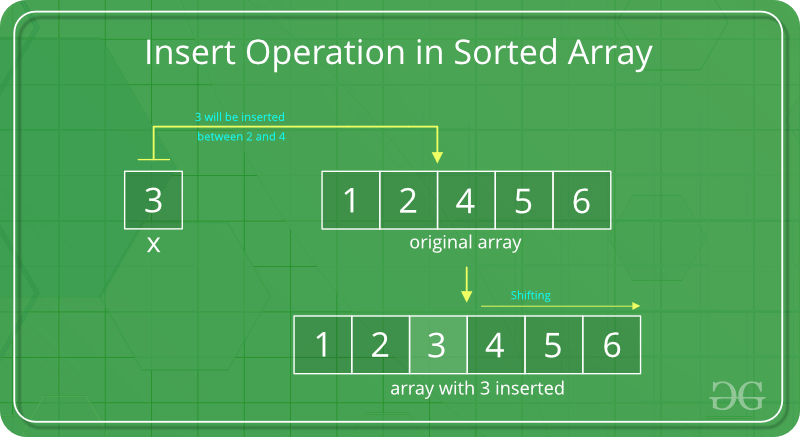 Insert Operation in Sorted Array
3 will be inserted
between 2 and 4
3
x
1 2 4 5 6
original array
Shifting
1 2 3 4 5 6
array with 3 inserted
GG